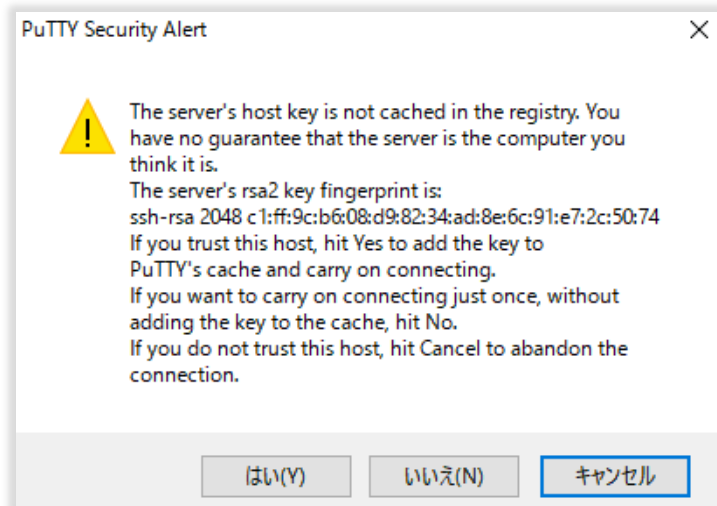 PuTTY Security Alert
The server's host key is not cached in the registry. You
have no guarantee that the server is the computer you
think it is.
The server's rsa2 key fingerprint is:
ssh-rsa 2048 c1:ff:9c:b6:08:d9:82:34:ad:8e:6c:91:e7:2c:50:74
If you trust this host, hit Yes to add the key to
PuTTY's cache and carry on connecting.
If you want to carry on connecting just once, without
adding the key to the cache, hit No.
If you do not trust this host, hit Cancel to abandon the
connection.
はい(Y) いいえ(N) キャンセル